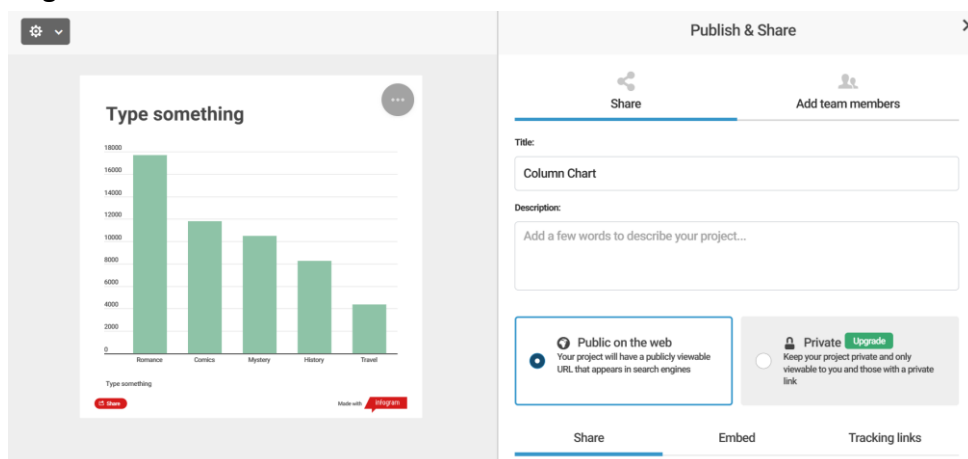 Publish & Share
Share
Add team members
Type something
18000
16000
14000
12000
10000
8000
6000
4000
2000
0
Romance Comics Mystery History Travel
Type something
Share
Made with infogram
Title:
Column Chart
Description:
Add a few words to describe your project...
Public on the web
Your project will have a publicly viewable
URL that appears in search engines
Private Upgrade
Keep your project private and only
viewable to you and those with a private
link
Share Embed Tracking links